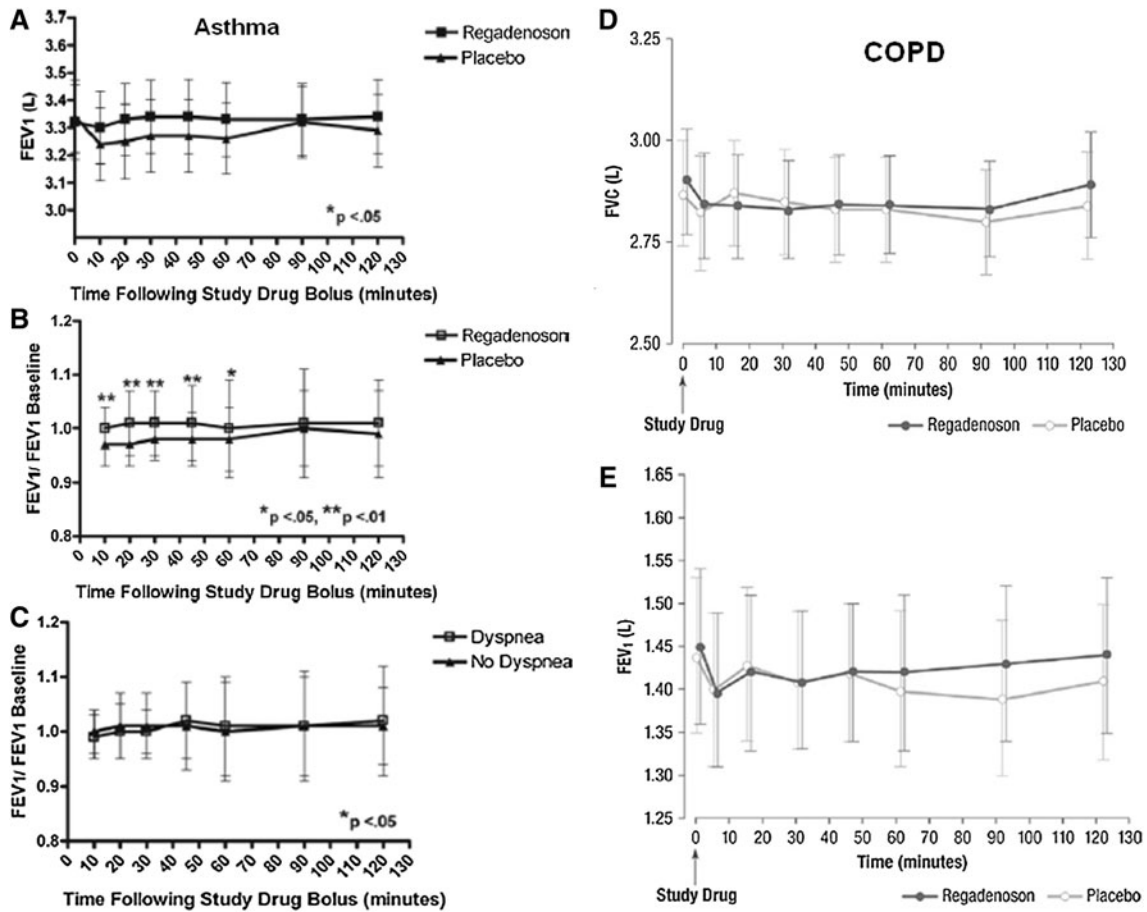 A
Asthma
Regadenoson
Placebo
3.7
3.6
3.5
3.4
3.3
3.2
3.1
3.0
FEV1 (L)
*p <.05
0 10 20 30 40 50 60 70 80 90 100 110 120 130
Time Following Study Drug Bolus (minutes)
B
Regadenoson
Placebo
1.2
1.1
1.0
0.9
0.8
FEV1/ FEV1 Baseline
** ** ** ** *
*p <.05, **p <.01
0 10 20 30 40 50 60 70 80 90 100 110 120 130
Time Following Study Drug Bolus (minutes)
C
Dyspnea
No Dyspnea
1.2
1.1
1.0
0.9
0.8
FEV1/ FEV1 Baseline
*p <.05
0 10 20 30 40 50 60 70 80 90 100 110 120 130
Time Following Study Drug Bolus (minutes)
D
COPD
3.25
3.00
2.75
2.50
FVC (L)
0 10 20 30 40 50 60 70 80 90 100 110 120 130
Time (minutes)
Study Drug
Regadenoson
Placebo
E
1.65
1.60
1.55
1.50
1.45
1.40
1.35
1.30
1.25
FEV₁ (L)
0 10 20 30 40 50 60 70 80 90 100 110 120 130
Time (minutes)
Study Drug
Regadenoson
Placebo